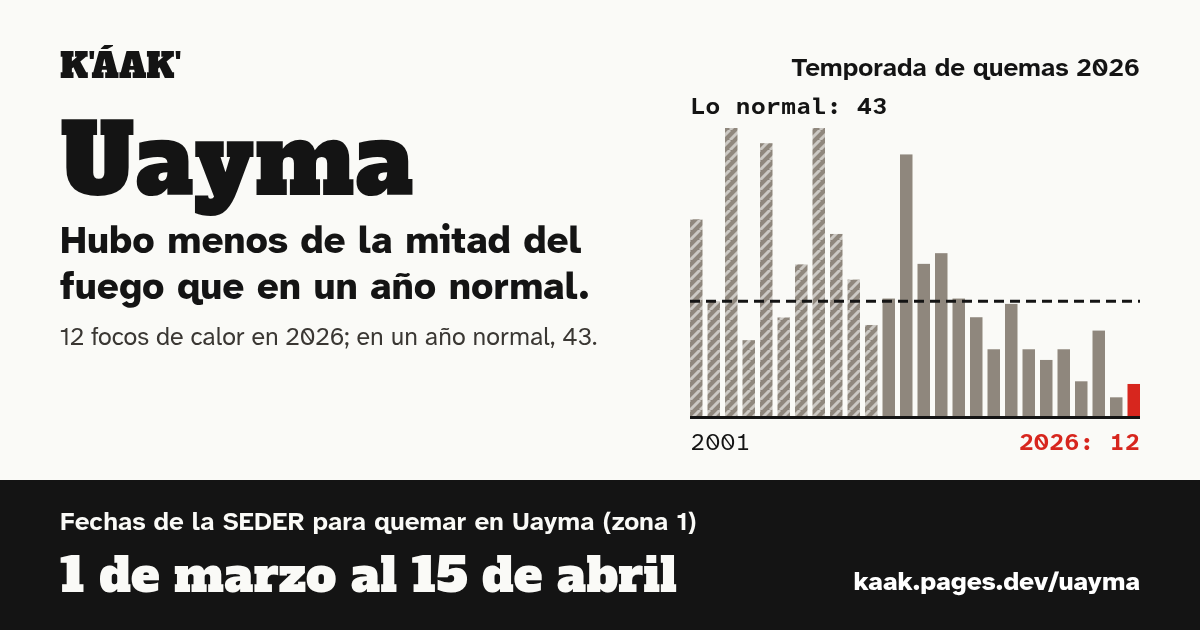 K'ÁAK'
Uayma
Hubo menos de la mitad del
fuego que en un año normal.
12 focos de calor en 2026; en un año normal, 43.
Temporada de quemas 2026
Lo normal: 43
2001
2026: 12
Fechas de la SEDER para quemar en Uayma (zona 1)
1 de marzo al 15 de abril
kaak.pages.dev/uayma